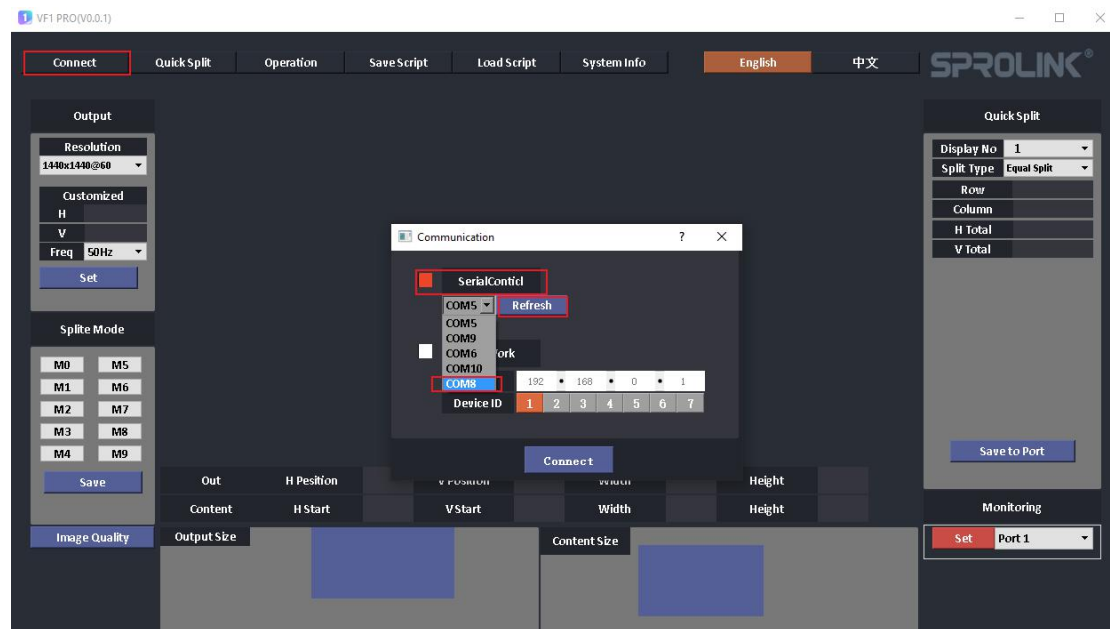 VF1 PRO(V0.0.1)
Connect Quick Split Operation Save Script Load Script System Info English 中文 SPROLINK®
Output
Resolution
1440x1440@60
Customized
H
V
Freq 50Hz
Set
Splite Mode
M0 M5
M1 M6
M2 M7
M3 M8
M4 M9
Save
Image Quality
Communication ?
SerialConticl
COM5 Refresh
COM5
COM9
COM6 ork
COM10
COM8 192 • 168 • 0 • 1
Device ID 1 2 3 4 5 6 7
Connect
Out H Pesition V Position Width Height
Content H Start V Start Width Height
Output Size
Content Size
Quick Split
Display No 1
Split Type Equal Split
Row
Column
H Total
V Total
Save to Port
Monitoring
Set Port 1